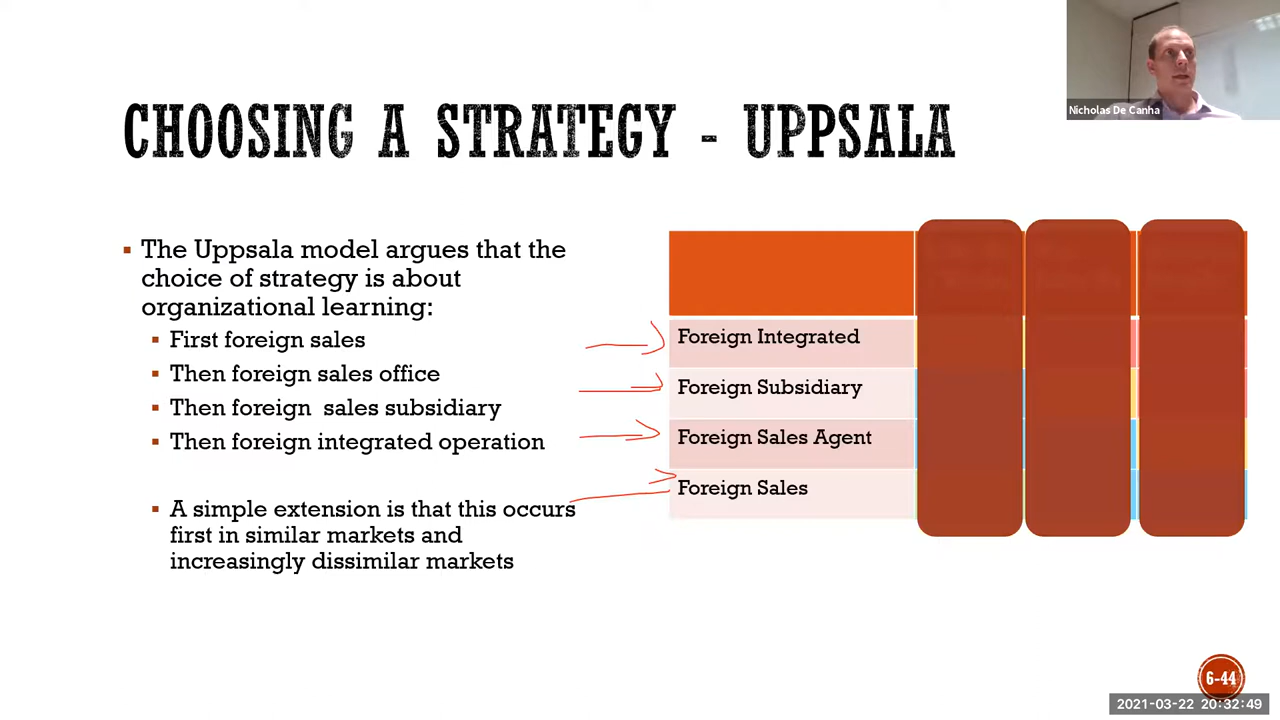 Nicholas De Canha
CHOOSING A STRATEGY - UPPSALA
▪ The Uppsala model argues that the
choice of strategy is about
organizational learning:
▪ First foreign sales
▪ Then foreign sales office
▪ Then foreign sales subsidiary
▪ Then foreign integrated operation
▪ A simple extension is that this occurs
first in similar markets and
increasingly dissimilar markets
Foreign Integrated
Foreign Subsidiary
Foreign Sales Agent
Foreign Sales
6-44
2021-03-22 20:32:49